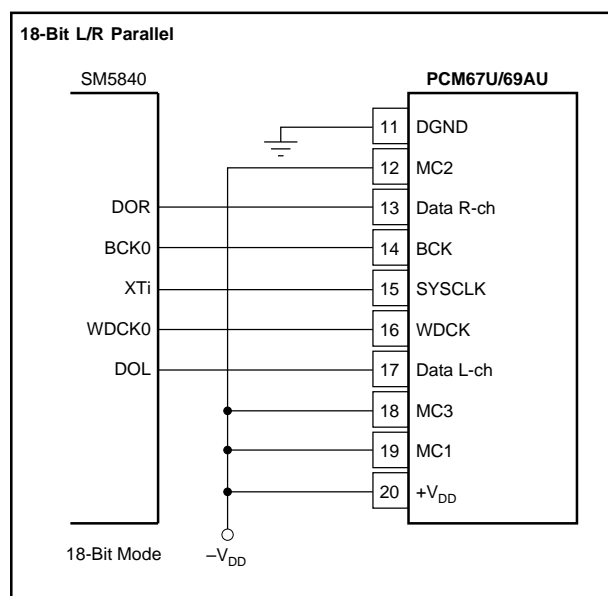 18-Bit L/R Parallel
SM5840
PCM67U/69AU
11 DGND
12 MC2
DOR 13 Data R-ch
BCK0 14 BCK
XTi 15 SYSCLK
WDCK0 16 WDCK
DOL 17 Data L-ch
18 MC3
19 MC1
20 +VDD
18-Bit Mode
–VDD